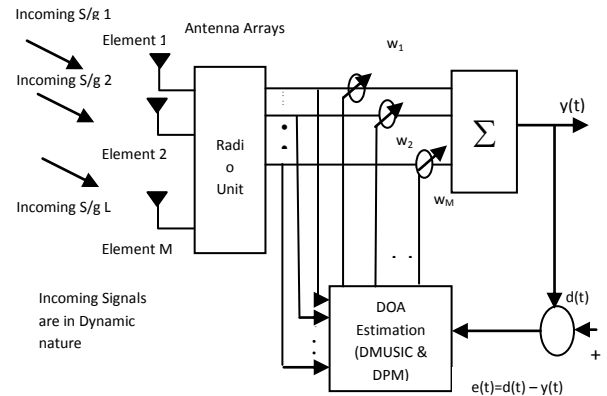 Incoming S/g 1
Element 1
Antenna Arrays
w1
Incoming S/g 2
y(t)
Σ
Radi
o
Unit
Element 2
w2
Incoming S/g L
wM
Element M
Incoming Signals
are in Dynamic
nature
DOA
Estimation
(DMUSIC &
DPM)
d(t)
+
e(t)=d(t) – y(t)